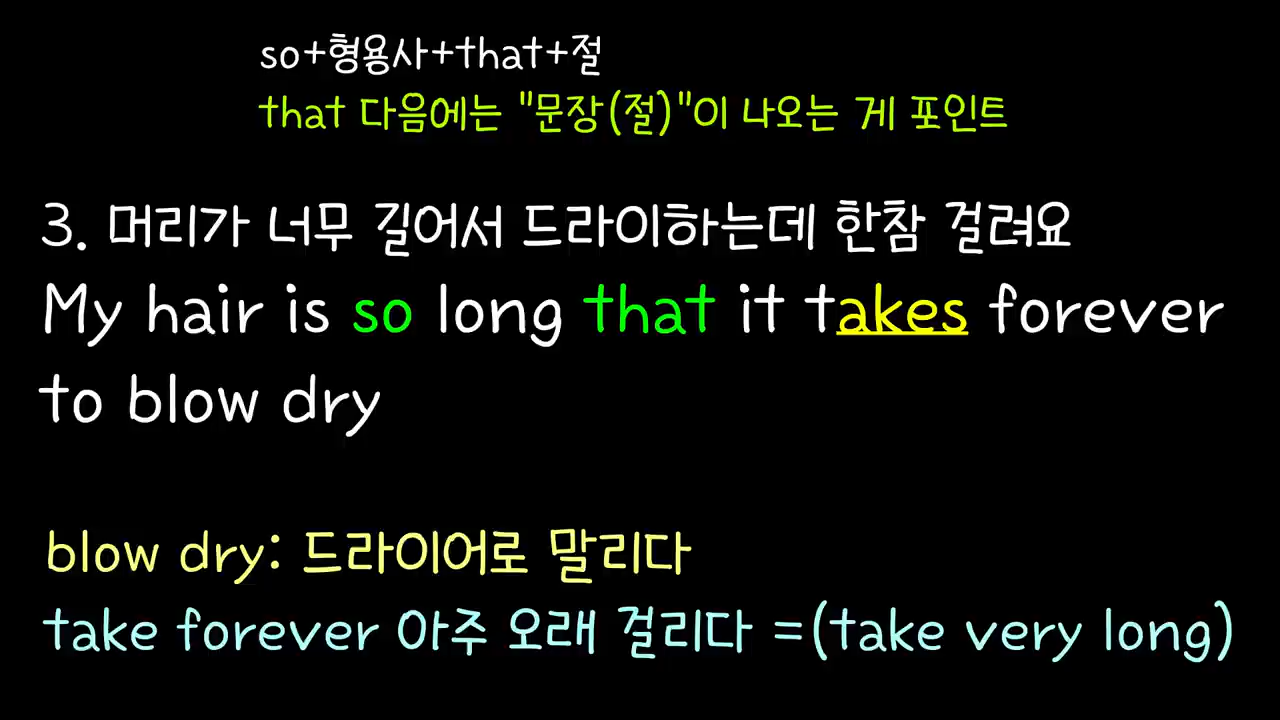 so+형용사+that+절
that 다음에는 "문장(절)"이 나오는 게 포인트
3. 머리가 너무 길어서 드라이하는데 한참 걸려요
My hair is so long that it takes forever
to blow dry
blow dry: 드라이어로 말리다
take forever 아주 오래 걸리다 =(take very long)